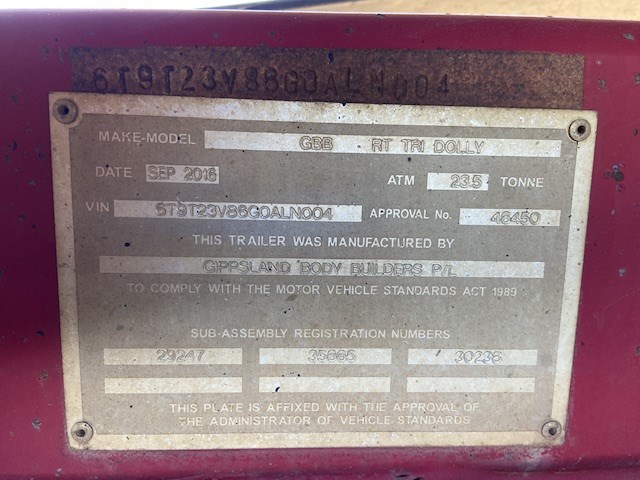 6T9T23V86G0ALN004
MAKE-MODEL GBB RT TRI DOLLY
DATE SEP 2016 ATM 23.5 TONNE
VIN 6T9T23V86G0ALN004 APPROVAL No. 46450
THIS TRAILER WAS MANUFACTURED BY
GIPPSLAND BODY BUILDERS P/L
TO COMPLY WITH THE MOTOR VEHICLE STANDARDS ACT 1989
SUB-ASSEMBLY REGISTRATION NUMBERS
29247 35865 30236
THIS PLATE IS AFFIXED WITH THE APPROVAL OF
THE ADMINISTRATOR OF VEHICLE STANDARDS